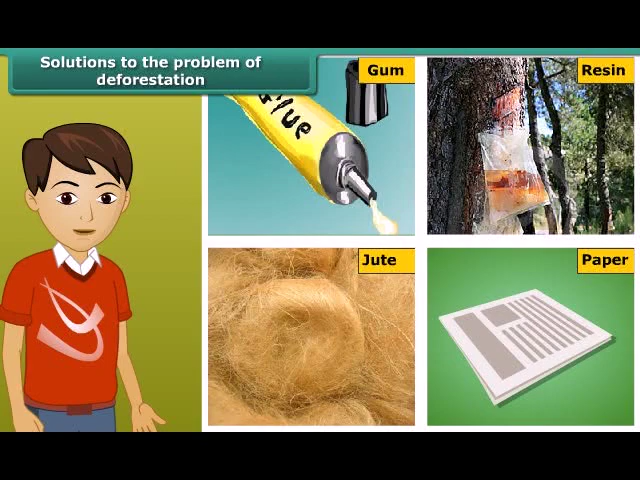 Solutions to the problem of
deforestation
Gum
Resin
Glue
Jute
Paper